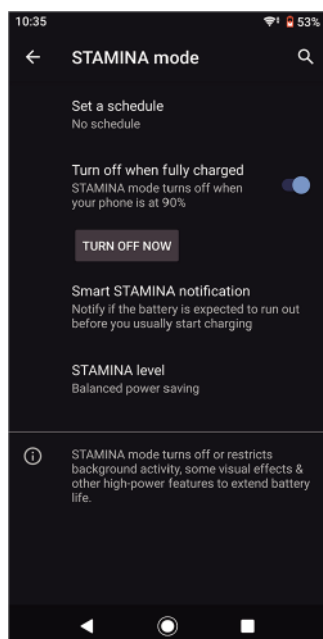 10:35
53%
STAMINA mode
Set a schedule
No schedule
Turn off when fully charged
STAMINA mode turns off when
your phone is at 90%
TURN OFF NOW
Smart STAMINA notification
Notify if the battery is expected to run out
before you usually start charging
STAMINA level
Balanced power saving
STAMINA mode turns off or restricts
background activity, some visual effects &
other high-power features to extend battery
life.